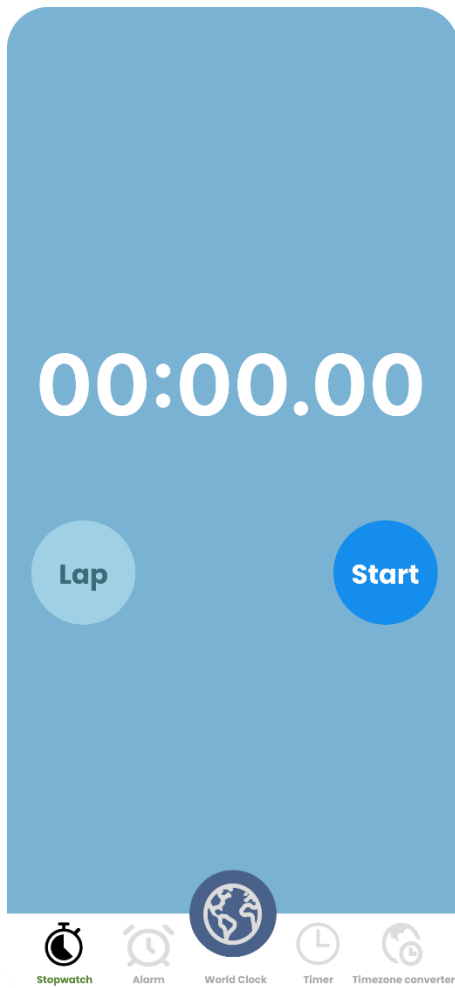 00:00.00
Lap
Start
Stopwatch
Alarm
World Clock
Timer
Timezone converter